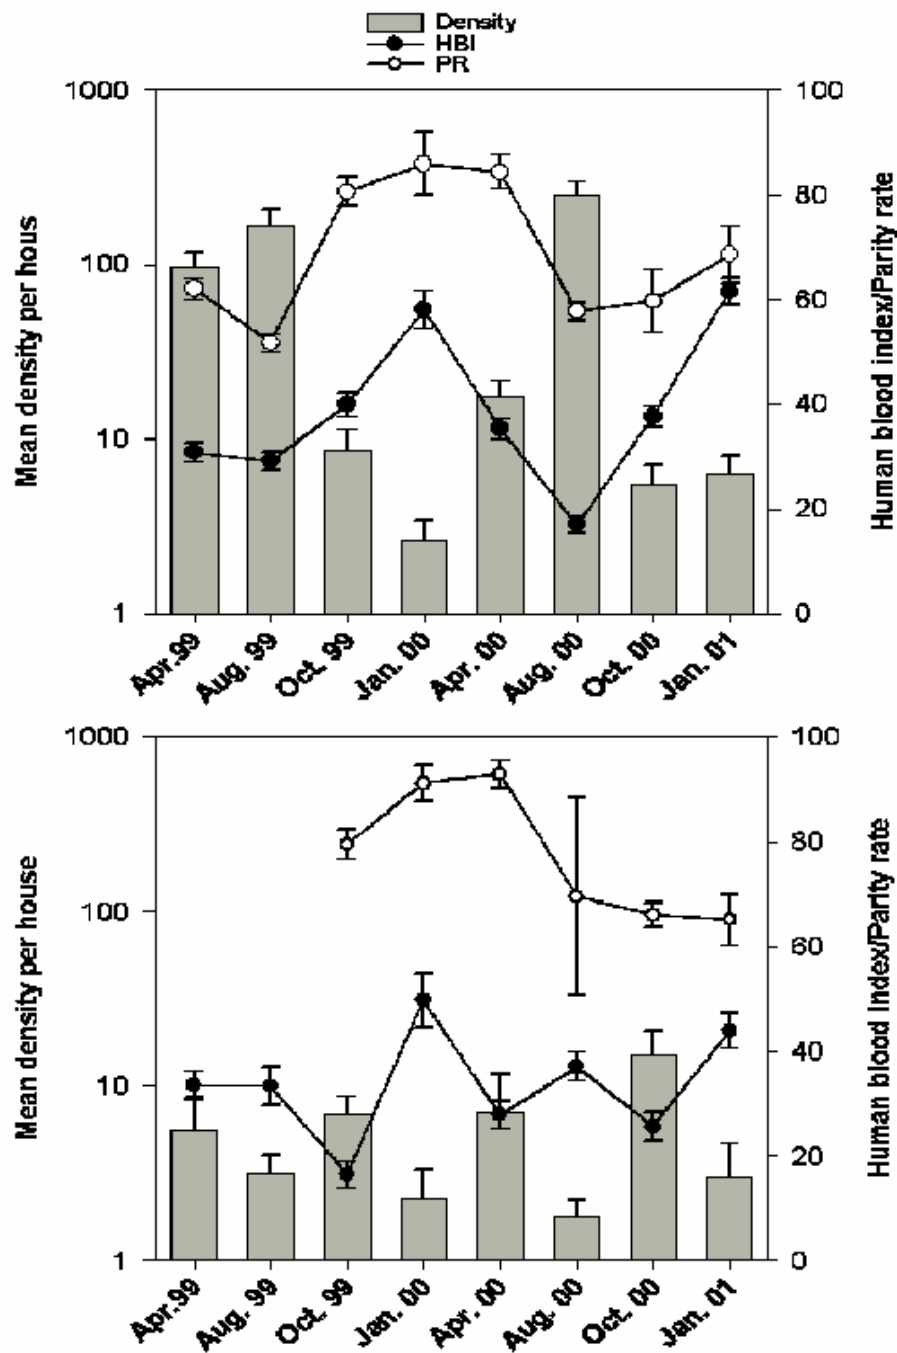 Density
HBI
PR
1000
100
10
1
Mean density per hous
100
80
60
40
20
0
Human blood index/Parity rate
Apr.99
Aug. 99
Oct. 99
Jan. 00
Apr. 00
Aug. 00
Oct. 00
Jan. 01
1000
100
10
1
Mean density per house
100
80
60
40
20
0
Human blood Index/Parity rate
Apr.99
Aug. 99
Oct. 99
Jan. 00
Apr. 00
Aug. 00
Oct. 00
Jan. 01